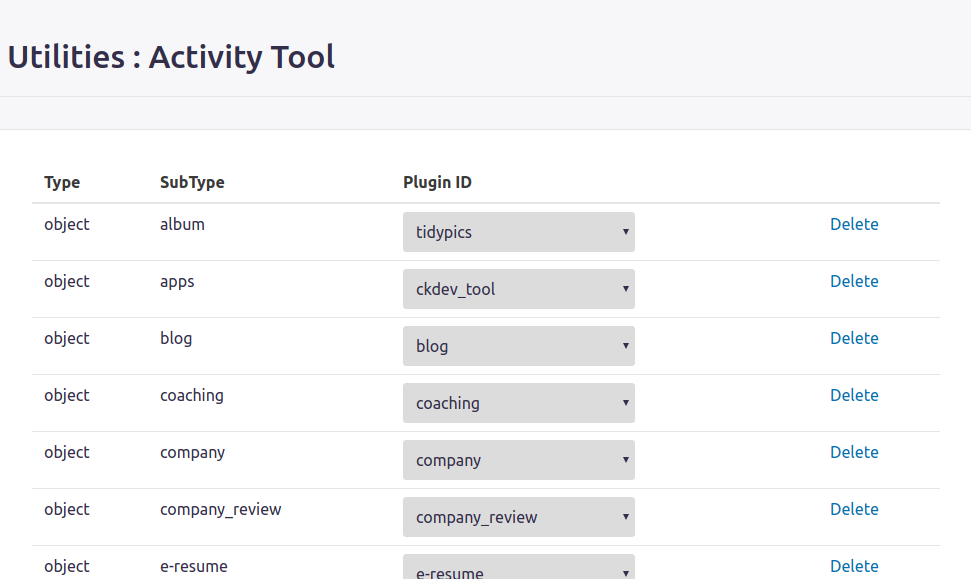 Utilities : Activity Tool
Type SubType Plugin ID
object album tidypics Delete
object apps ckdev_tool Delete
object blog blog Delete
object coaching coaching Delete
object company company Delete
object company_review company_review Delete
object e-resume e-resume Delete